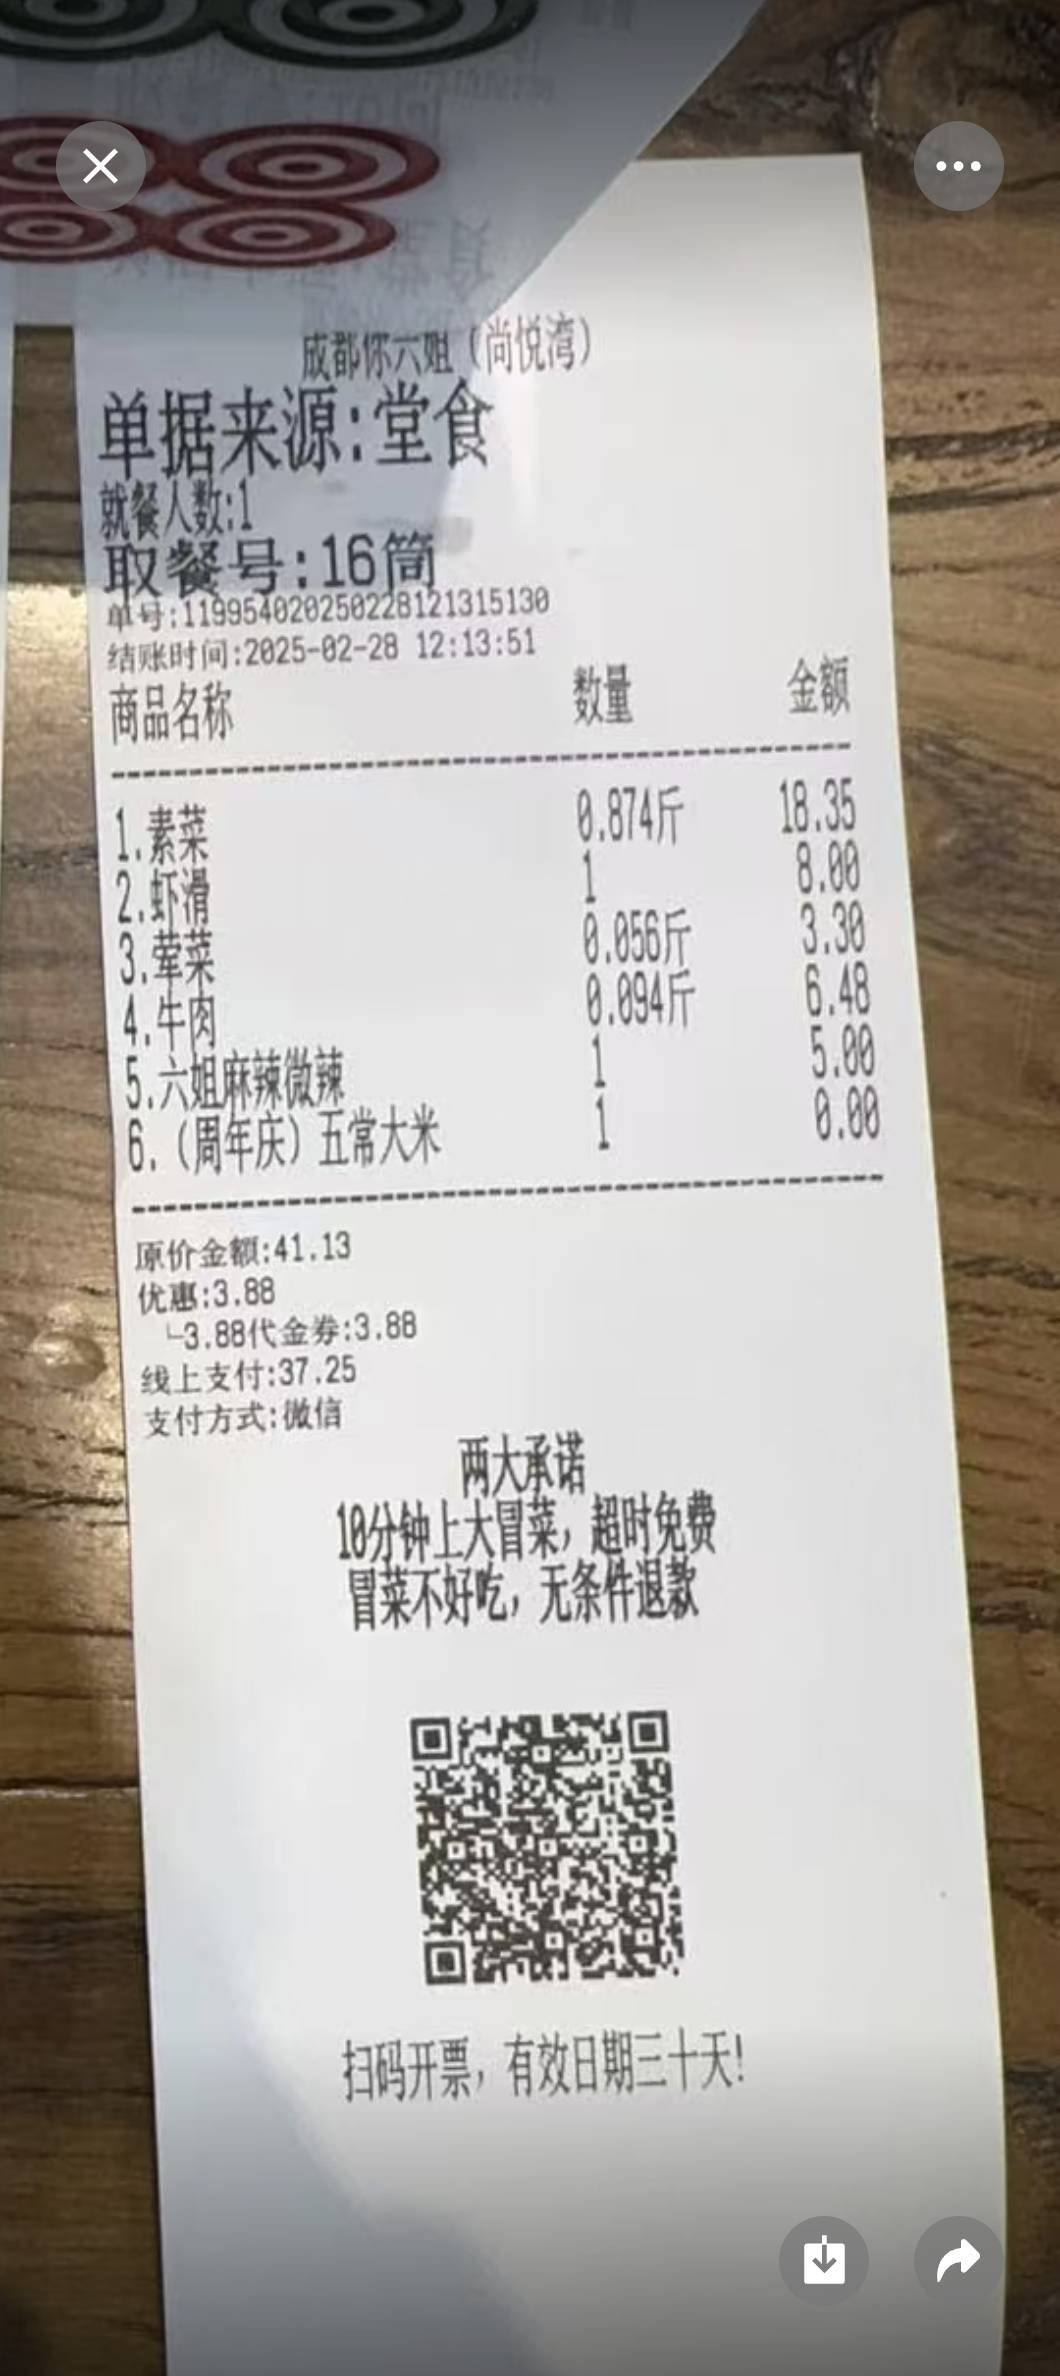 成都你六姐（尚悦湾）
单据来源:堂食
就餐人数:1
取餐号:16筒
单号:11995402025022812131​5130
结账时间:2025-02-28 12:13:51
商品名称 数量 金额
1.素菜 0.874斤 18.35
2.虾滑 1 8.00
3.荤菜 0.056斤 3.30
4.牛肉 0.094斤 6.48
5.六姐麻辣微辣 1 5.00
6.（周年庆）五常大米 1 0.00
原价金额:41.13
优惠:3.88
└3.88代金券:3.88
线上支付:37.25
支付方式:微信
两大承诺
10分钟上大冒菜，超时免费
冒菜不好吃，无条件退款
扫码开票，有效日期三十天！